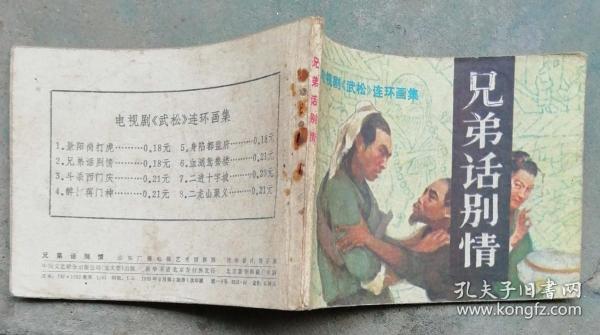 电视剧《武松》连环画集
1.景阳岗打虎………0.18元
2.兄弟话别情………0.18元
3.斗杀西门庆………0.21元
4.醉打蒋门神………0.21元
5.身陷都监府………0.18元
6.血溅鸳鸯楼………0.21元
7.二进十字坡………0.23元
8.二龙山聚义………0.21元
兄弟话别情
兄弟话别情
电视剧《武松》连环画集
兄弟话别情
孔夫子旧书网
www.kongfz.com